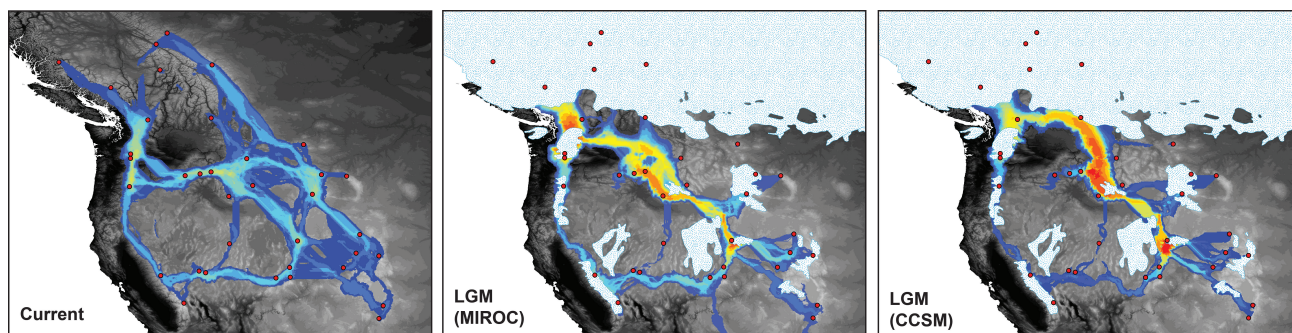 Current
LGM
(MIROC)
LGM
(CCSM)